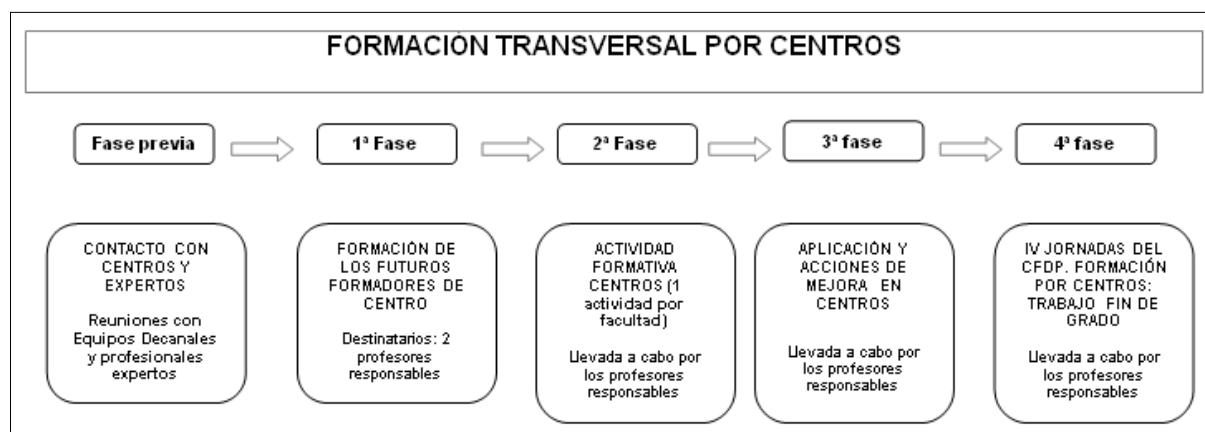 FORMACIÓN TRANSVERSAL POR CENTROS
Fase previa
1ª Fase
2ª Fase
3ª fase
4ª fase
CONTACTO CON
CENTROS Y
EXPERTOS
Reuniones con
Equipos Decanales
y profesionales
expertos
FORMACIÓN DE
LOS FUTUROS
FORMADORES DE
CENTRO
Destinatarios: 2
profesores
responsables
ACTIVIDAD
FORMATIVA
CENTROS (1
actividad por
facultad)
Llevada a cabo por
los profesores
responsables
APLICACIÓN Y
ACCIONES DE
MEJORA EN
CENTROS
Llevada a cabo por
los profesores
responsables
IV JORNADAS DEL
CFDP. FORMACIÓN
POR CENTROS:
TRABAJO FIN DE
GRADO
Llevada a cabo por
los profesores
responsables